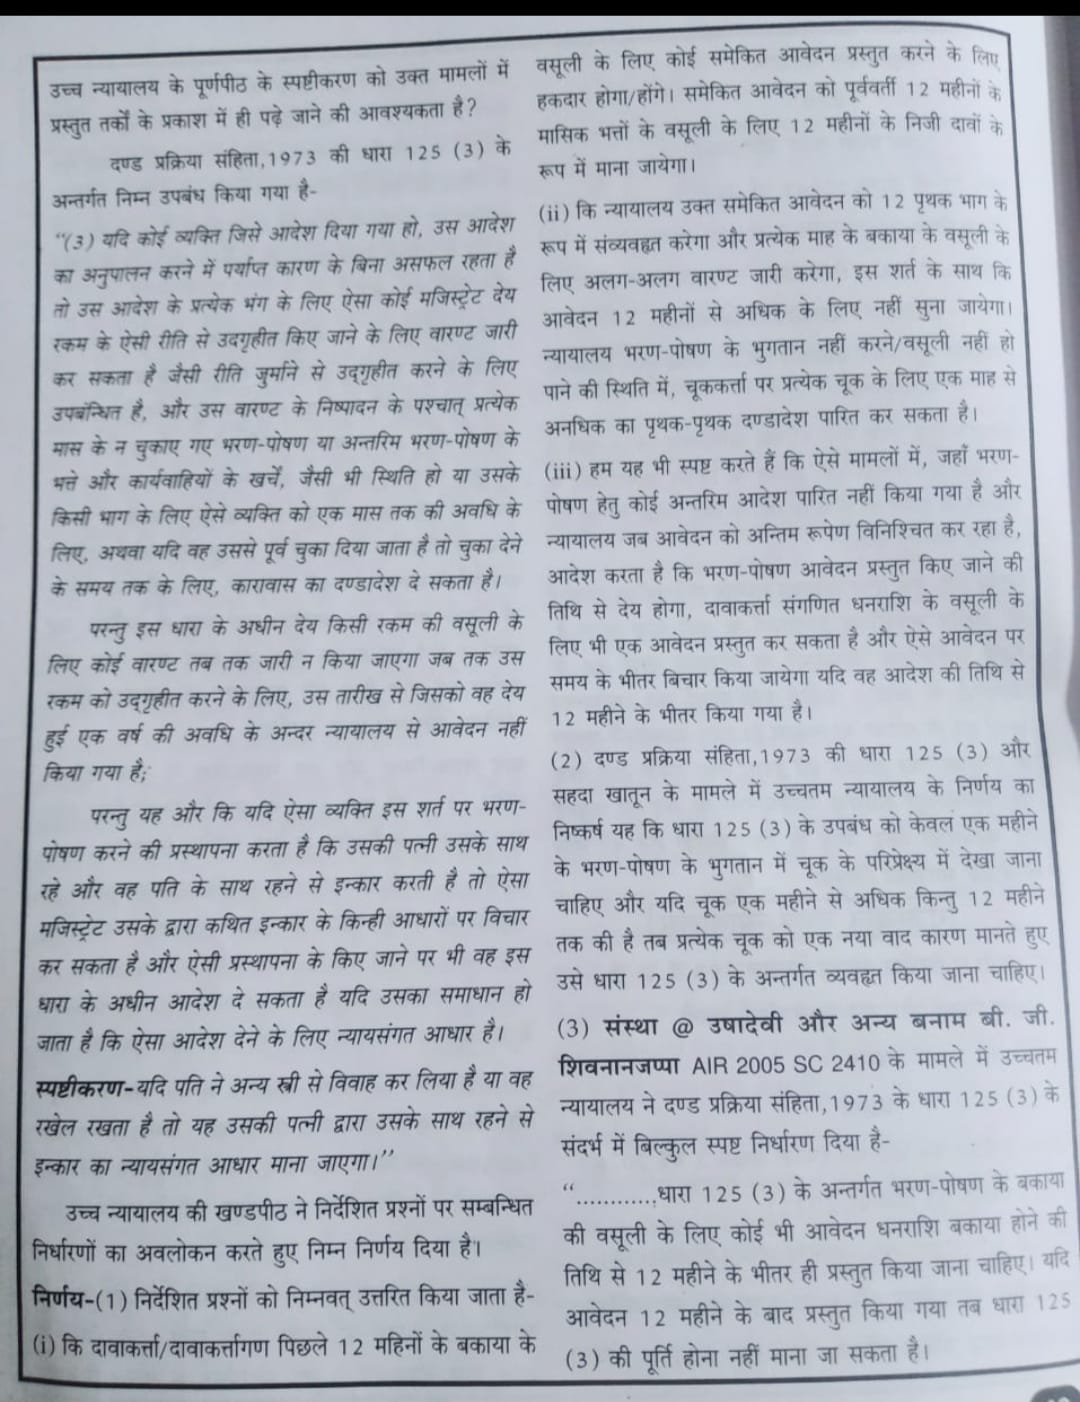 उच्च न्यायालय के पूर्णपीठ के स्पष्टीकरण को उक्त मामलों में
प्रस्तुत तर्कों के प्रकाश में ही पढ़े जाने की आवश्यकता है?
दण्ड प्रक्रिया संहिता,1973 की धारा 125 (3) के
अन्तर्गत निम्न उपबंध किया गया है-
“(3) यदि कोई व्यक्ति जिसे आदेश दिया गया हो, उस आदेश
का अनुपालन करने में पर्याप्त कारण के बिना असफल रहता है
तो उस आदेश के प्रत्येक भंग के लिए ऐसा कोई मजिस्ट्रेट देय
रकम के ऐसी रीति से उदगृहीत किए जाने के लिए वारण्ट जारी
कर सकता है जैसी रीति जुर्माने से उद्गृहीत करने के लिए
उपबंन्धित है, और उस वारण्ट के निष्पादन के पश्चात् प्रत्येक
मास के न चुकाए गए भरण-पोषण या अन्तरिम भरण-पोषण के
भत्ते और कार्यवाहियों के खर्चें, जैसी भी स्थिति हो या उसके
किसी भाग के लिए ऐसे व्यक्ति को एक मास तक की अवधि के
लिए, अथवा यदि वह उससे पूर्व चुका दिया जाता है तो चुका देने
के समय तक के लिए, कारावास का दण्डादेश दे सकता है।
परन्तु इस धारा के अधीन देय किसी रकम की वसूली के
लिए कोई वारण्ट तब तक जारी न किया जाएगा जब तक उस
रकम को उद्गृहीत करने के लिए, उस तारीख से जिसको वह देय
हुई एक वर्ष की अवधि के अन्दर न्यायालय से आवेदन नहीं
किया गया है;
परन्तु यह और कि यदि ऐसा व्यक्ति इस शर्त पर भरण-
पोषण करने की प्रस्थापना करता है कि उसकी पत्नी उसके साथ
रहे और वह पति के साथ रहने से इन्कार करती है तो ऐसा
मजिस्ट्रेट उसके द्वारा कथित इन्कार के किन्ही आधारों पर विचार
कर सकता है और ऐसी प्रस्थापना के किए जाने पर भी वह इस
धारा के अधीन आदेश दे सकता है यदि उसका समाधान हो
जाता है कि ऐसा आदेश देने के लिए न्यायसंगत आधार है।
स्पष्टीकरण-यदि पति ने अन्य स्त्री से विवाह कर लिया है या वह
रखेल रखता है तो यह उसकी पत्नी द्वारा उसके साथ रहने से
इन्कार का न्यायसंगत आधार माना जाएगा।’’
उच्च न्यायालय की खण्डपीठ ने निर्देशित प्रश्नों पर सम्बन्धित
निर्धारणों का अवलोकन करते हुए निम्न निर्णय दिया है।
निर्णय-(1) निर्देशित प्रश्नों को निम्नवत् उत्तरित किया जाता है-
(i) कि दावाकर्त्ता/दावाकर्त्तागण पिछले 12 महिनों के बकाया के
वसूली के लिए कोई समेकित आवेदन प्रस्तुत करने के लिए
हकदार होगा/होंगे। समेकित आवेदन को पूर्ववर्ती 12 महीनों के
मासिक भत्तों के वसूली के लिए 12 महीनों के निजी दावों के
रूप में माना जायेगा।
(ii) कि न्यायालय उक्त समेकित आवेदन को 12 पृथक भाग के
रूप में संव्यवहृत करेगा और प्रत्येक माह के बकाया के वसूली के
लिए अलग-अलग वारण्ट जारी करेगा, इस शर्त के साथ कि
आवेदन 12 महीनों से अधिक के लिए नहीं सुना जायेगा।
न्यायालय भरण-पोषण के भुगतान नहीं करने/वसूली नहीं हो
पाने की स्थिति में, चूककर्त्ता पर प्रत्येक चूक के लिए एक माह से
अनधिक का पृथक-पृथक दण्डादेश पारित कर सकता है।
(iii) हम यह भी स्पष्ट करते हैं कि ऐसे मामलों में, जहाँ भरण-
पोषण हेतु कोई अन्तरिम आदेश पारित नहीं किया गया है और
न्यायालय जब आवेदन को अन्तिम रूपेण विनिश्चित कर रहा है,
आदेश करता है कि भरण-पोषण आवेदन प्रस्तुत किए जाने की
तिथि से देय होगा, दावाकर्त्ता संगणित धनराशि के वसूली के
लिए भी एक आवेदन प्रस्तुत कर सकता है और ऐसे आवेदन पर
समय के भीतर बिचार किया जायेगा यदि वह आदेश की तिथि से
12 महीने के भीतर किया गया है।
(2) दण्ड प्रक्रिया संहिता,1973 की धारा 125 (3) और
सहदा खातून के मामले में उच्चतम न्यायालय के निर्णय का
निष्कर्ष यह कि धारा 125 (3) के उपबंध को केवल एक महीने
के भरण-पोषण के भुगतान में चूक के परिप्रेक्ष्य में देखा जाना
चाहिए और यदि चूक एक महीने से अधिक किन्तु 12 महीने
तक की है तब प्रत्येक चूक को एक नया वाद कारण मानते हुए
उसे धारा 125 (3) के अन्तर्गत व्यवहृत किया जाना चाहिए।
(3) संस्था @ उषादेवी और अन्य बनाम बी. जी.
शिवनानजप्पा AIR 2005 SC 2410 के मामले में उच्चतम
न्यायालय ने दण्ड प्रक्रिया संहिता,1973 के धारा 125 (3) के
संदर्भ में बिल्कुल स्पष्ट निर्धारण दिया है-
“............,धारा 125 (3) के अन्तर्गत भरण-पोषण के बकाया
की वसूली के लिए कोई भी आवेदन धनराशि बकाया होने की
तिथि से 12 महीने के भीतर ही प्रस्तुत किया जाना चाहिए। यदि
आवेदन 12 महीने के बाद प्रस्तुत किया गया तब धारा 125
(3) की पूर्ति होना नहीं माना जा सकता है।